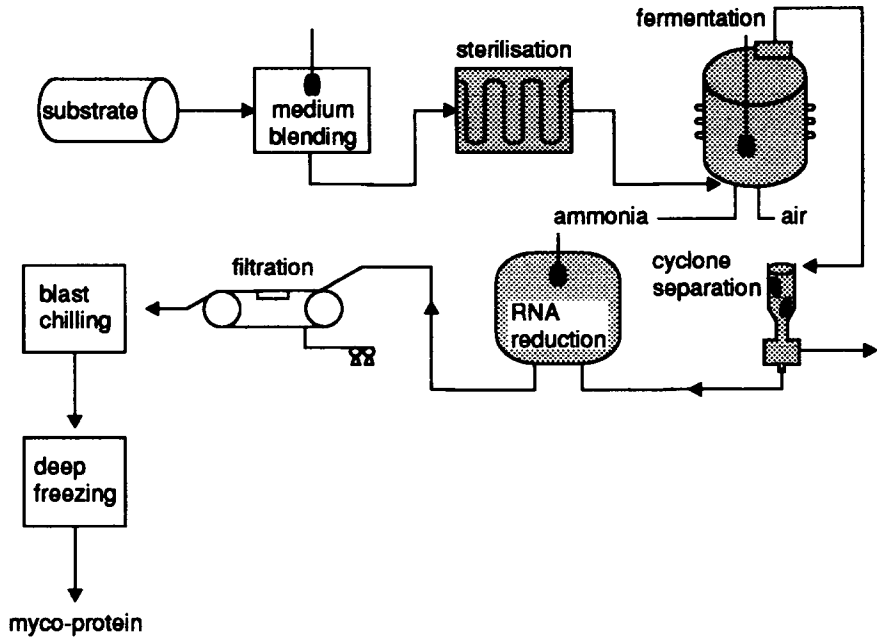 substrate
medium
blending
sterilisation
fermentation
ammonia
air
cyclone
separation
RNA
reduction
filtration
blast
chilling
deep
freezing
myco-protein